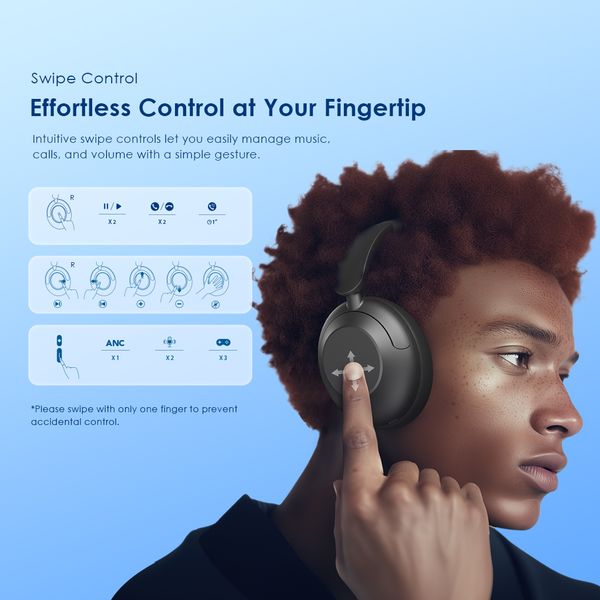 Swipe Control
Effortless Control at Your Fingertip
Intuitive swipe controls let you easily manage music,
calls, and volume with a simple gesture.
R
X2 X2 1"
R
ANC
X1 X2 X3
*Please swipe with only one finger to prevent
accidental control.